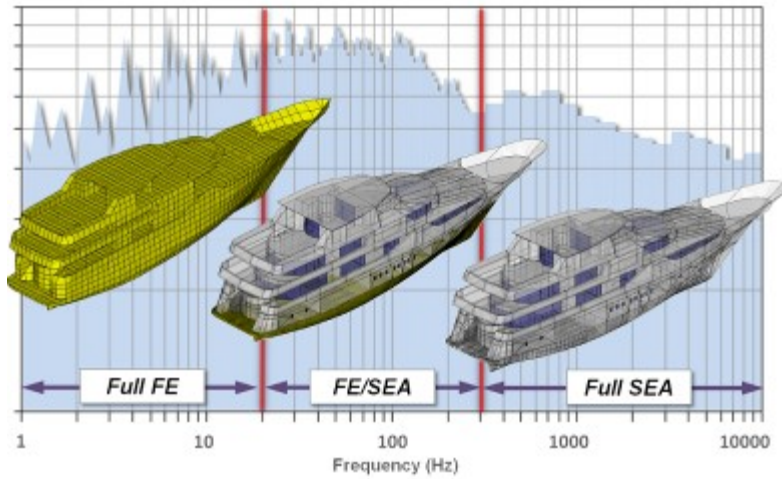 Full FE
FE/SEA
Full SEA
1 10 100 1000 10000
Frequency (Hz)